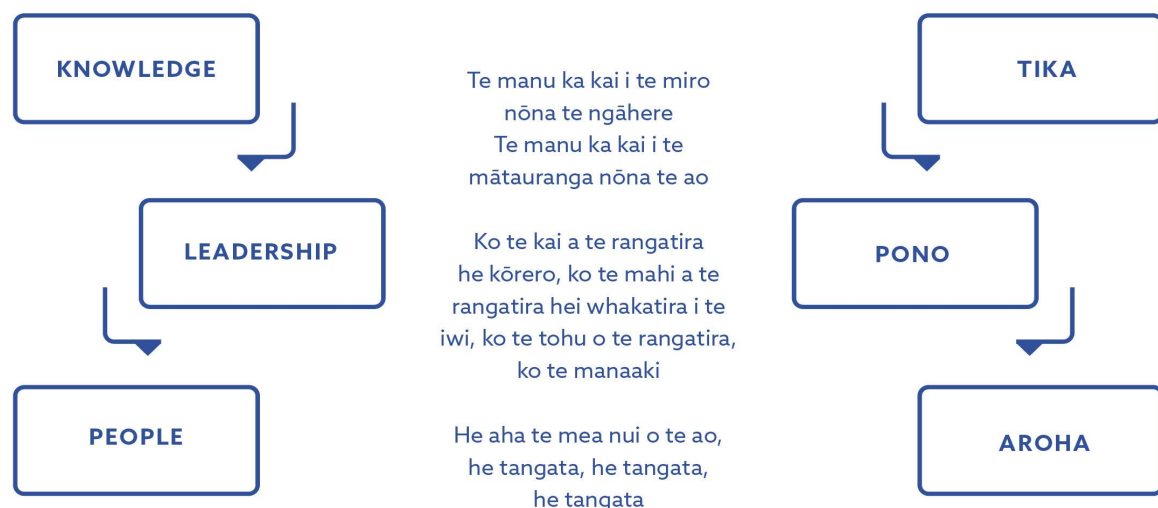 KNOWLEDGE
LEADERSHIP
PEOPLE
Te manu ka kai i te miro
nōna te ngāhere
Te manu ka kai i te
mātauranga nōna te ao
Ko te kai a te rangatira
he kōrero, ko te mahi a te
rangatira hei whakatira i te
iwi, ko te tohu o te rangatira,
ko te manaaki
He aha te mea nui o te ao,
he tangata, he tangata,
he tangata
TIKA
PONO
AROHA